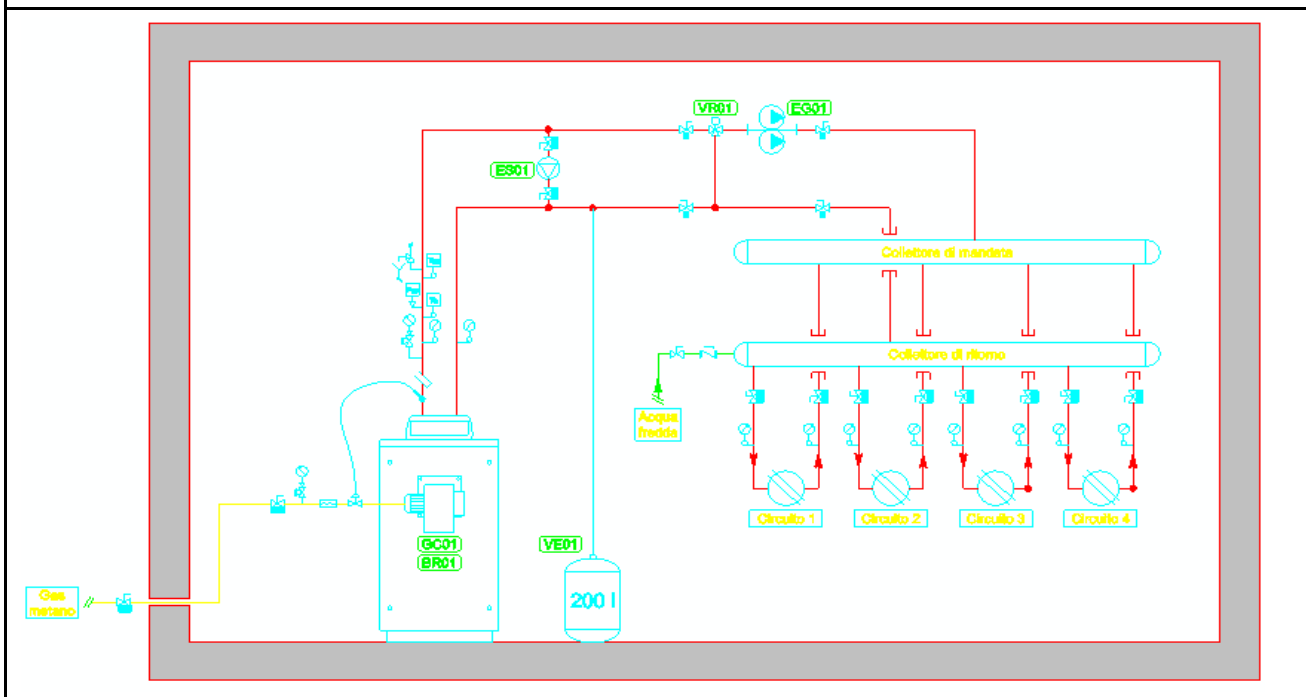 VR01
EG01
ES01
Collettore di mandata
Collettore di ritorno
Acqua
fredda
Circuito 1
Circuito 2
Circuito 3
Circuito 4
GC01
BR01
VE01
200 l
Gas
metano